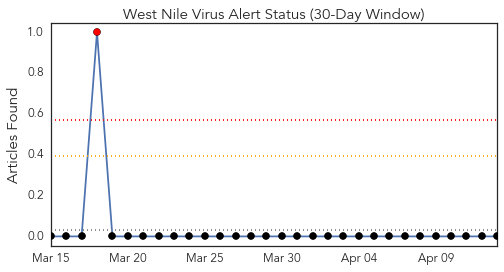 West Nile Virus Alert Status (30-Day Window)
Articles Found
1.0
0.8
0.6
0.4
0.2
0.0
Mar 15 Mar 20 Mar 25 Mar 30 Apr 04 Apr 09